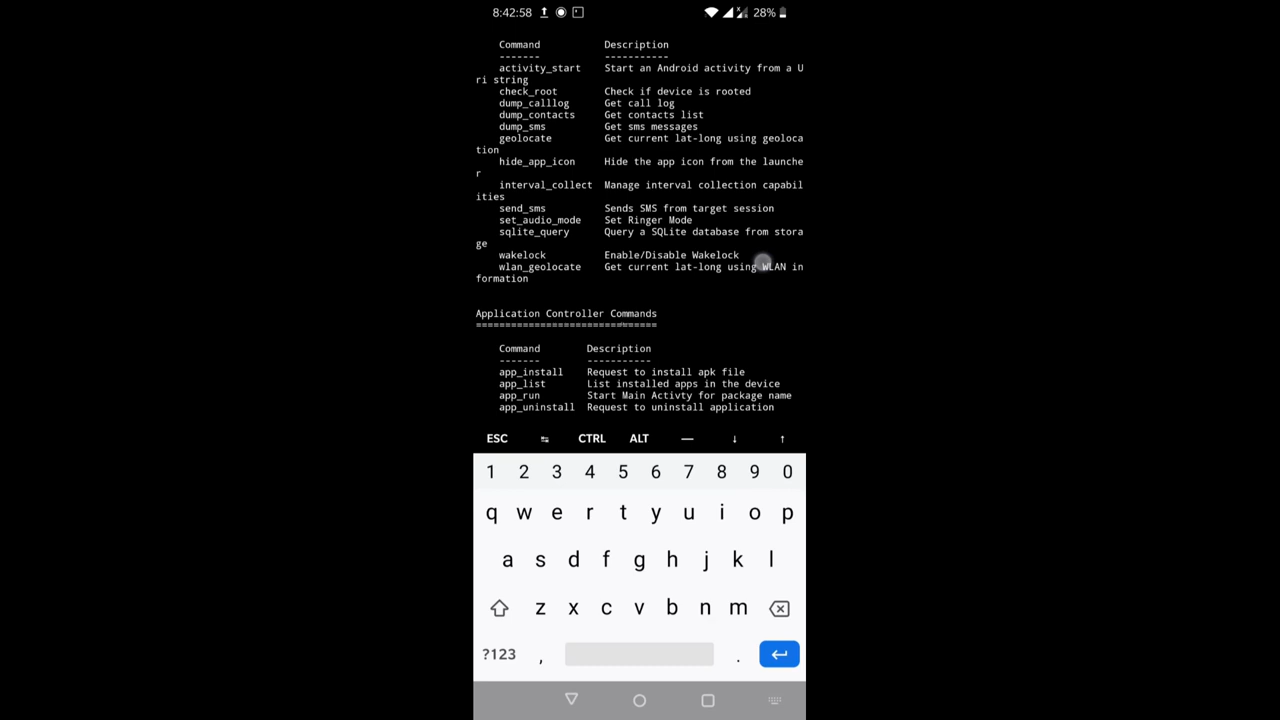 8:42:58 28%
Command Description
------- -----------
activity_start Start an Android activity from a U
ri string
check_root Check if device is rooted
dump_calllog Get call log
dump_contacts Get contacts list
dump_sms Get sms messages
geolocate Get current lat-long using geoloca
tion
hide_app_icon Hide the app icon from the launche
r
interval_collect Manage interval collection capabil
ities
send_sms Sends SMS from target session
set_audio_mode Set Ringer Mode
sqlite_query Query a SQLite database from stora
ge
wakelock Enable/Disable Wakelock
wlan_geolocate Get current lat-long using WLAN in
formation
Application Controller Commands
===============================
Command Description
------- -----------
app_install Request to install apk file
app_list List installed apps in the device
app_run Start Main Activty for package name
app_uninstall Request to uninstall application
ESC ↹ CTRL ALT — ↓ ↑
1 2 3 4 5 6 7 8 9 0
q w e r t y u i o p
a s d f g h j k l
z x c v b n m
?123 , .